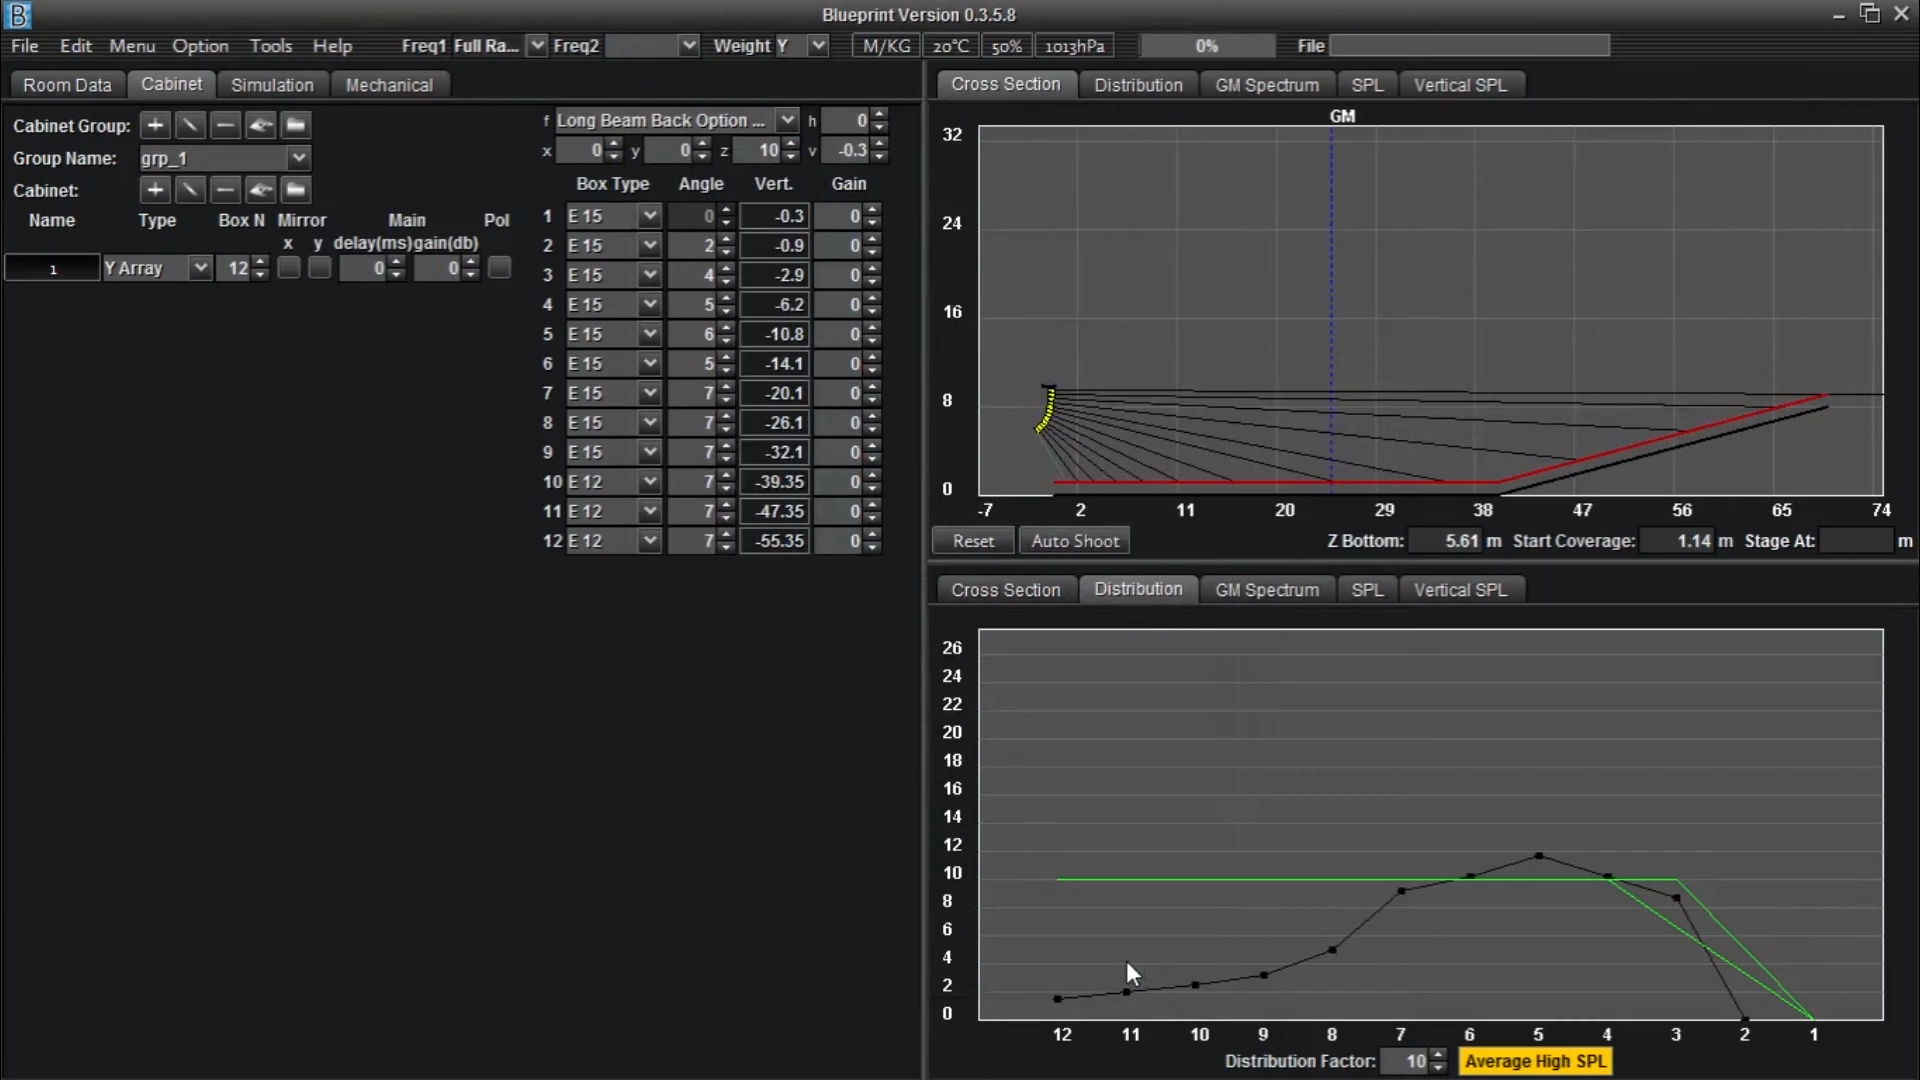 B Blueprint Version 0.3.5.8
File Edit Menu Option Tools Help Freq1 Full Ra... Freq2 Weight Y M/KG 20°C 50% 1013hPa 0% File
Room Data Cabinet Simulation Mechanical
Cabinet Group: + \ −
Group Name: grp_1
Cabinet: + \ −
Name Type Box N Mirror Main Pol
x y delay(ms) gain(db)
1 Y Array 12 0 0
f Long Beam Back Option ... h 0
x 0 y 0 z 10 v -0.3
Box Type Angle Vert. Gain
1 E 15 0 -0.3 0
2 E 15 2 -0.9 0
3 E 15 4 -2.9 0
4 E 15 5 -6.2 0
5 E 15 6 -10.8 0
6 E 15 5 -14.1 0
7 E 15 7 -20.1 0
8 E 15 7 -26.1 0
9 E 15 7 -32.1 0
10 E 12 7 -39.35 0
11 E 12 7 -47.35 0
12 E 12 7 -55.35 0
Cross Section Distribution GM Spectrum SPL Vertical SPL
GM
32
24
16
8
0
-7 2 11 20 29 38 47 56 65 74
Reset Auto Shoot Z Bottom: 5.61 m Start Coverage: 1.14 m Stage At: m
Cross Section Distribution GM Spectrum SPL Vertical SPL
26
24
22
20
18
16
14
12
10
8
6
4
2
0
12 11 10 9 8 7 6 5 4 3 2 1
Distribution Factor: 10 Average High SPL